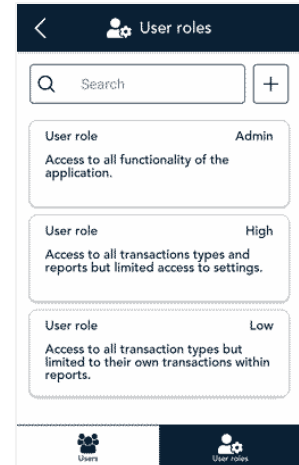 User roles
Search
User role Admin
Access to all functionality of the
application.
User role High
Access to all transactions types and
reports but limited access to settings.
User role Low
Access to all transaction types but
limited to their own transactions within
reports.
Users User roles